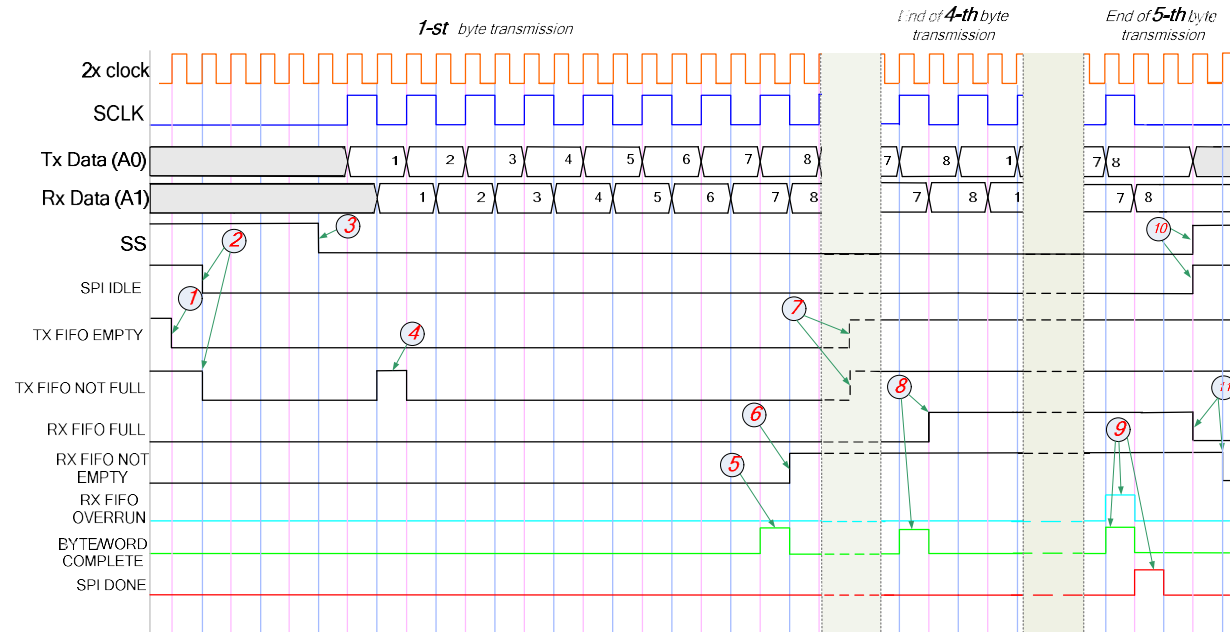 1-st byte transmission
End of 4-th byte
transmission
End of 5-th byte
transmission
2x clock
SCLK
Tx Data (A0)
1 2 3 4 5 6 7 8 7 8 1 7 8
Rx Data (A1)
1 2 3 4 5 6 7 8 7 8 1 7 8
SS
3
10
2
SPI IDLE
1
TX FIFO EMPTY
7
4
TX FIFO NOT FULL
8
11
RX FIFO FULL
6
9
RX FIFO NOT
EMPTY
5
RX FIFO
OVERRUN
BYTE/WORD
COMPLETE
SPI DONE